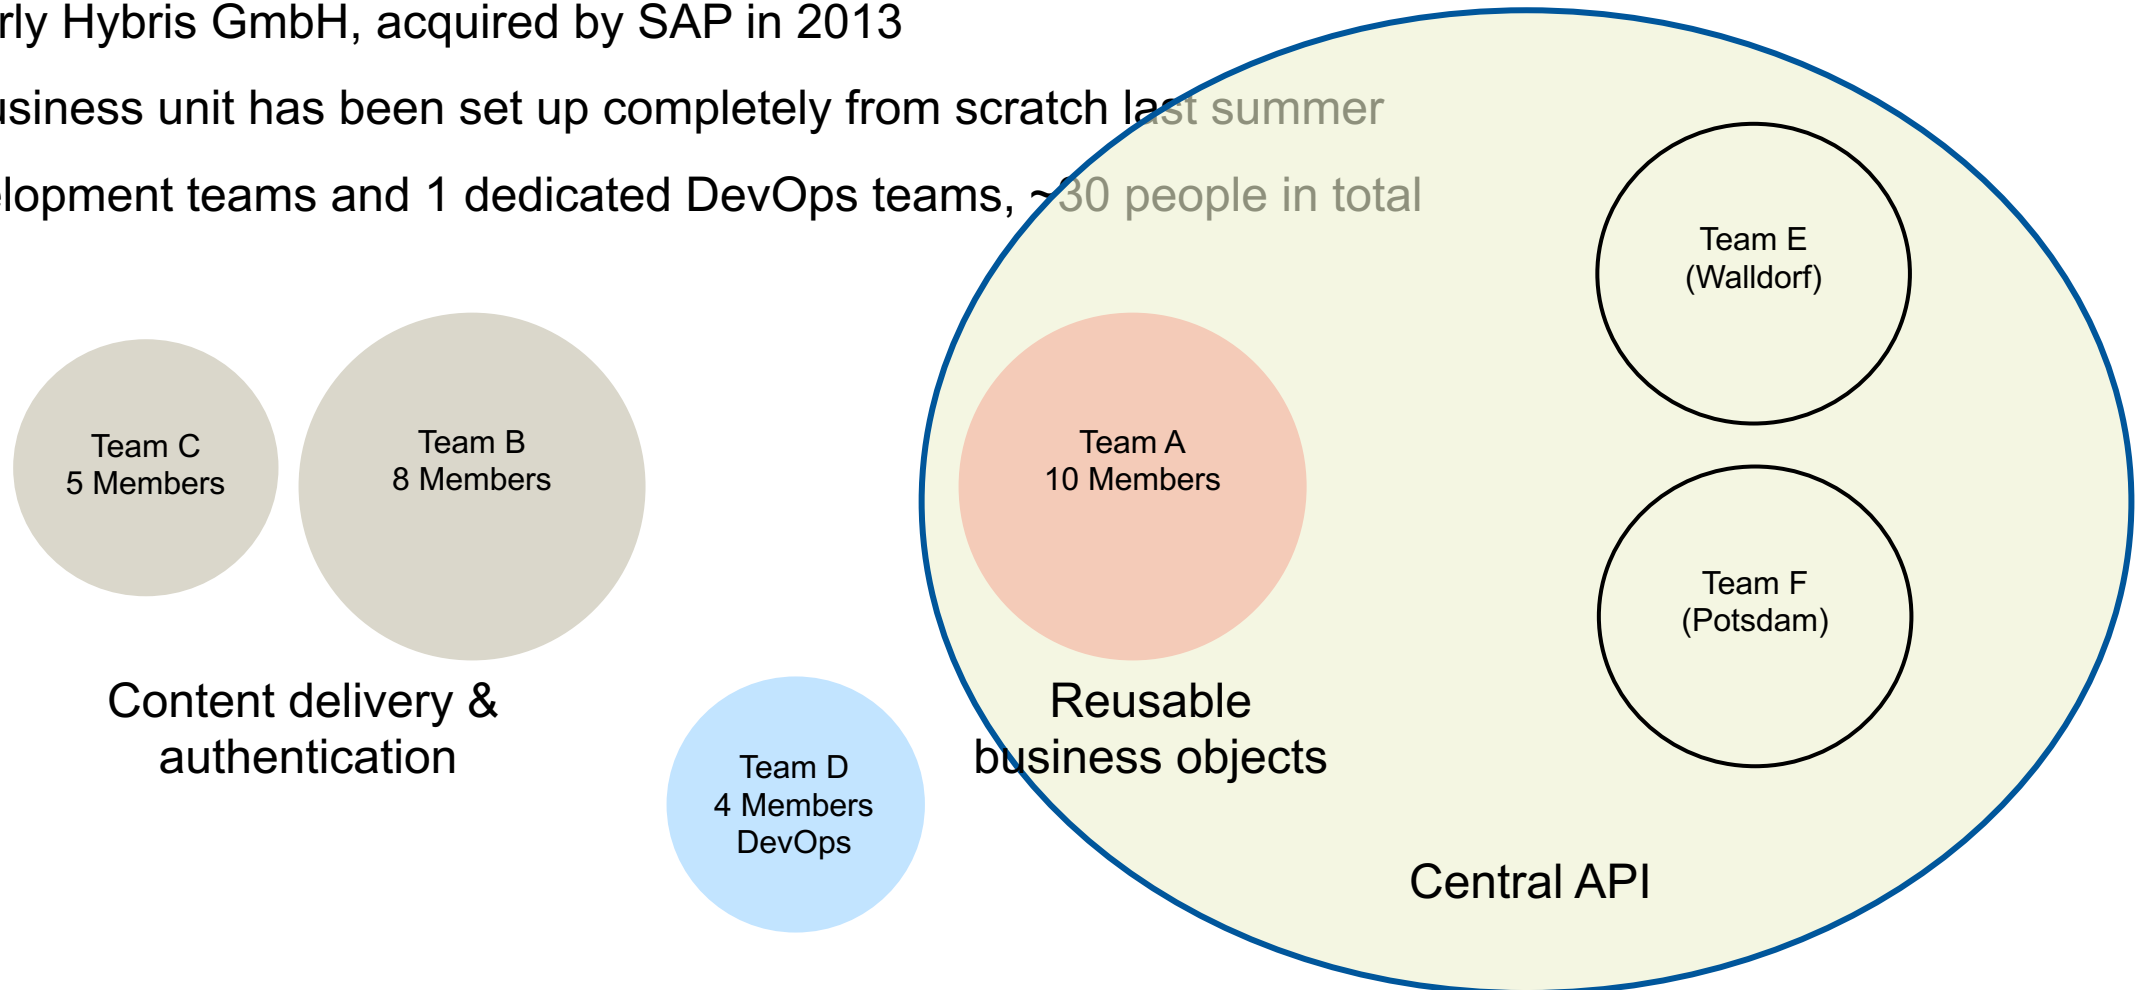 rly Hybris GmbH, acquired by SAP in 2013
usiness unit has been set up completely from scratch last summer
elopment teams and 1 dedicated DevOps teams, ~30 people in total
Team E
(Walldorf)
Team C
5 Members
Team B
8 Members
Team A
10 Members
Team F
(Potsdam)
Content delivery &
authentication
Reusable
business objects
Team D
4 Members
DevOps
Central API